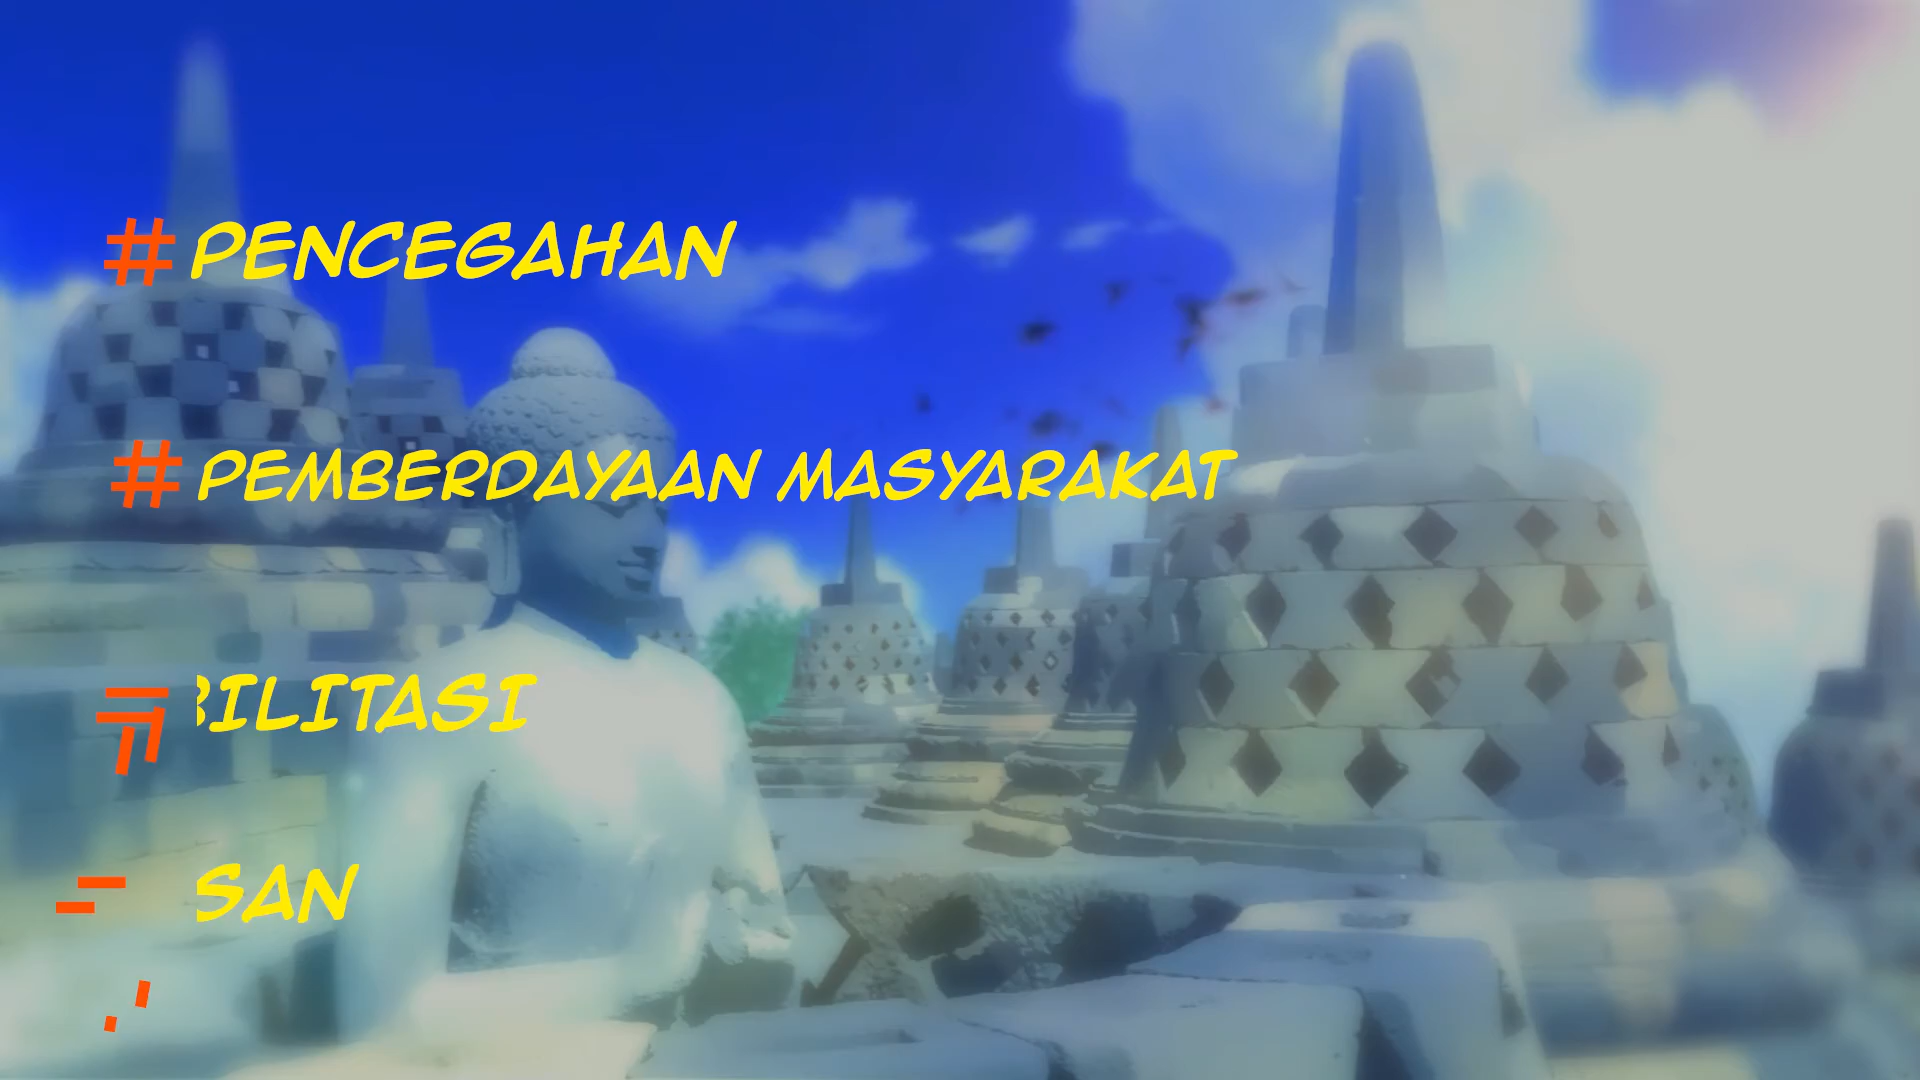 # PENCEGAHAN
# PEMBERDAYAAN MASYARAKAT
BILITASI
SAN